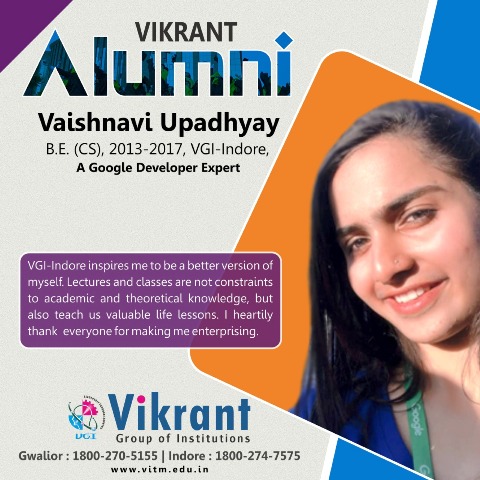 VIKRANT
Alumni
Vaishnavi Upadhyay
B.E. (CS), 2013-2017, VGI-Indore,
A Google Developer Expert
VGI-Indore inspires me to be a better version of
myself. Lectures and classes are not constraints
to academic and theoretical knowledge, but
also teach us valuable life lessons. I heartily
thank everyone for making me enterprising.
VGI
Vikrant
Group of Institutions
Gwalior : 1800-270-5155 | Indore : 1800-274-7575
www.vitm.edu.in
Google